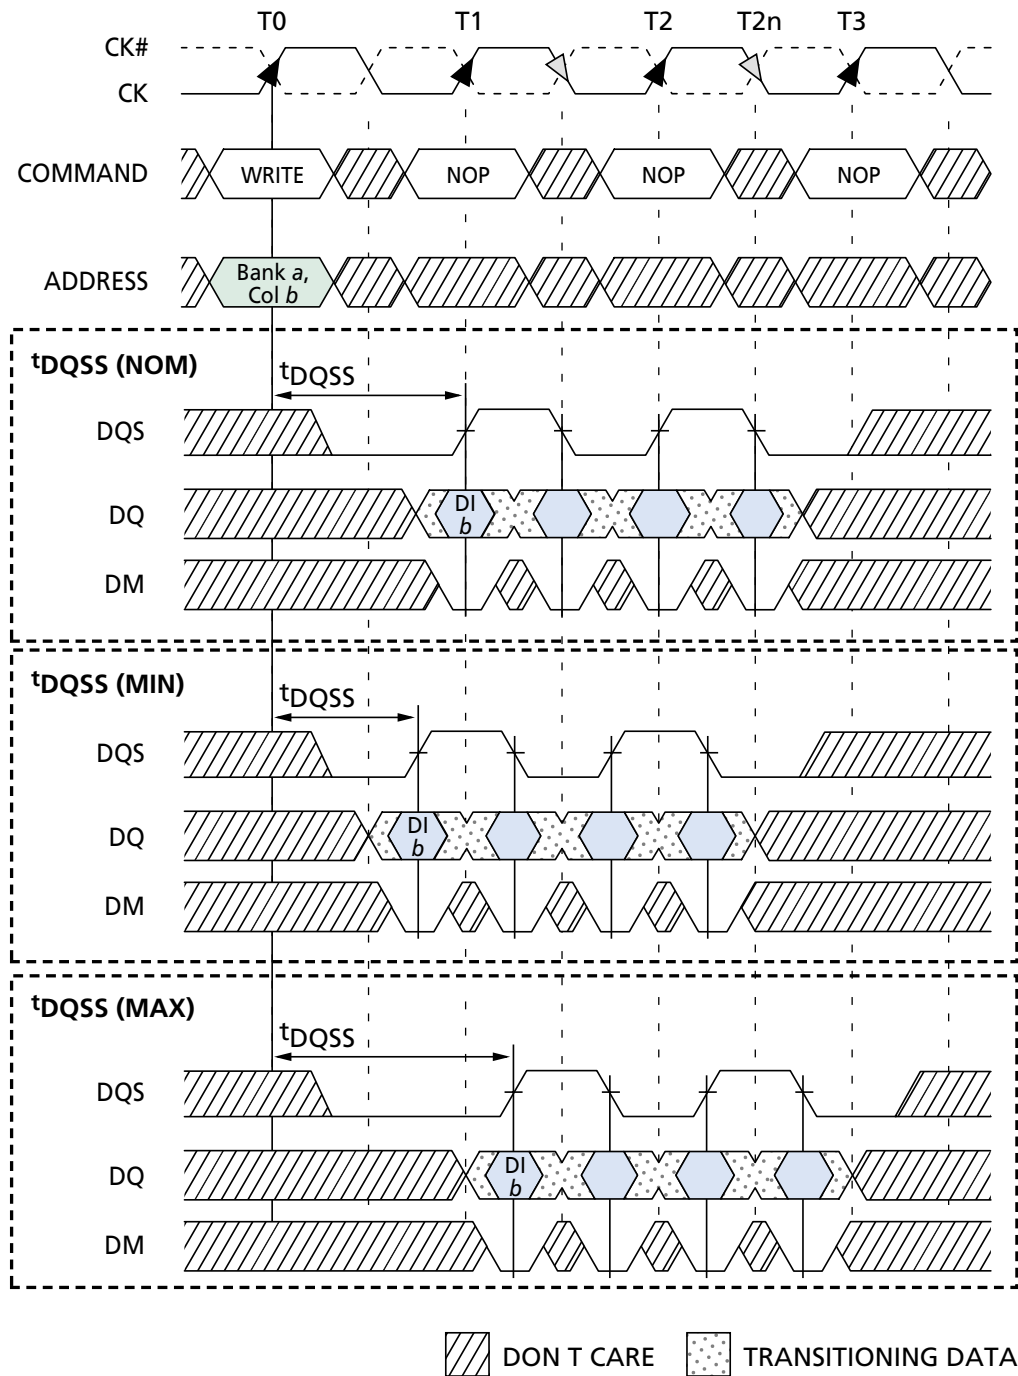 T0 T1 T2 T2n T3
CK#
CK
COMMAND WRITE NOP NOP NOP
ADDRESS Bank a,
Col b
tDQSS (NOM)
tDQSS
DQS
DQ DI
b
DM
tDQSS (MIN)
tDQSS
DQS
DQ DI
b
DM
tDQSS (MAX)
tDQSS
DQS
DQ DI
b
DM
DON T CARE TRANSITIONING DATA